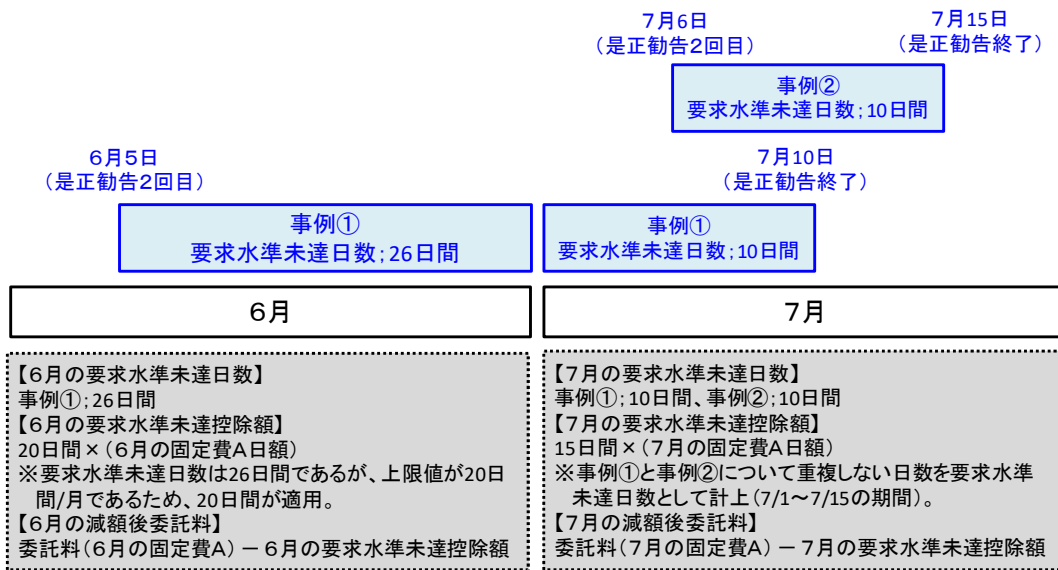 7月6日
（是正勧告2回目）
7月15日
（是正勧告終了）
事例②
要求水準未達日数；10日間
6月5日
（是正勧告2回目）
7月10日
（是正勧告終了）
事例①
要求水準未達日数；26日間
事例①
要求水準未達日数；10日間
6月
7月
【6月の要求水準未達日数】
事例①；26日間
【6月の要求水準未達控除額】
20日間×（6月の固定費A日額）
※要求水準未達日数は26日間であるが、上限値が20日
間/月であるため、20日間が適用。
【6月の減額後委託料】
委託料（6月の固定費A）－6月の要求水準未達控除額
【7月の要求水準未達日数】
事例①；10日間、事例②；10日間
【7月の要求水準未達控除額】
15日間×（7月の固定費A日額）
※事例①と事例②について重複しない日数を要求水準
未達日数として計上（7/1～7/15の期間）。
【7月の減額後委託料】
委託料（7月の固定費A）－7月の要求水準未達控除額